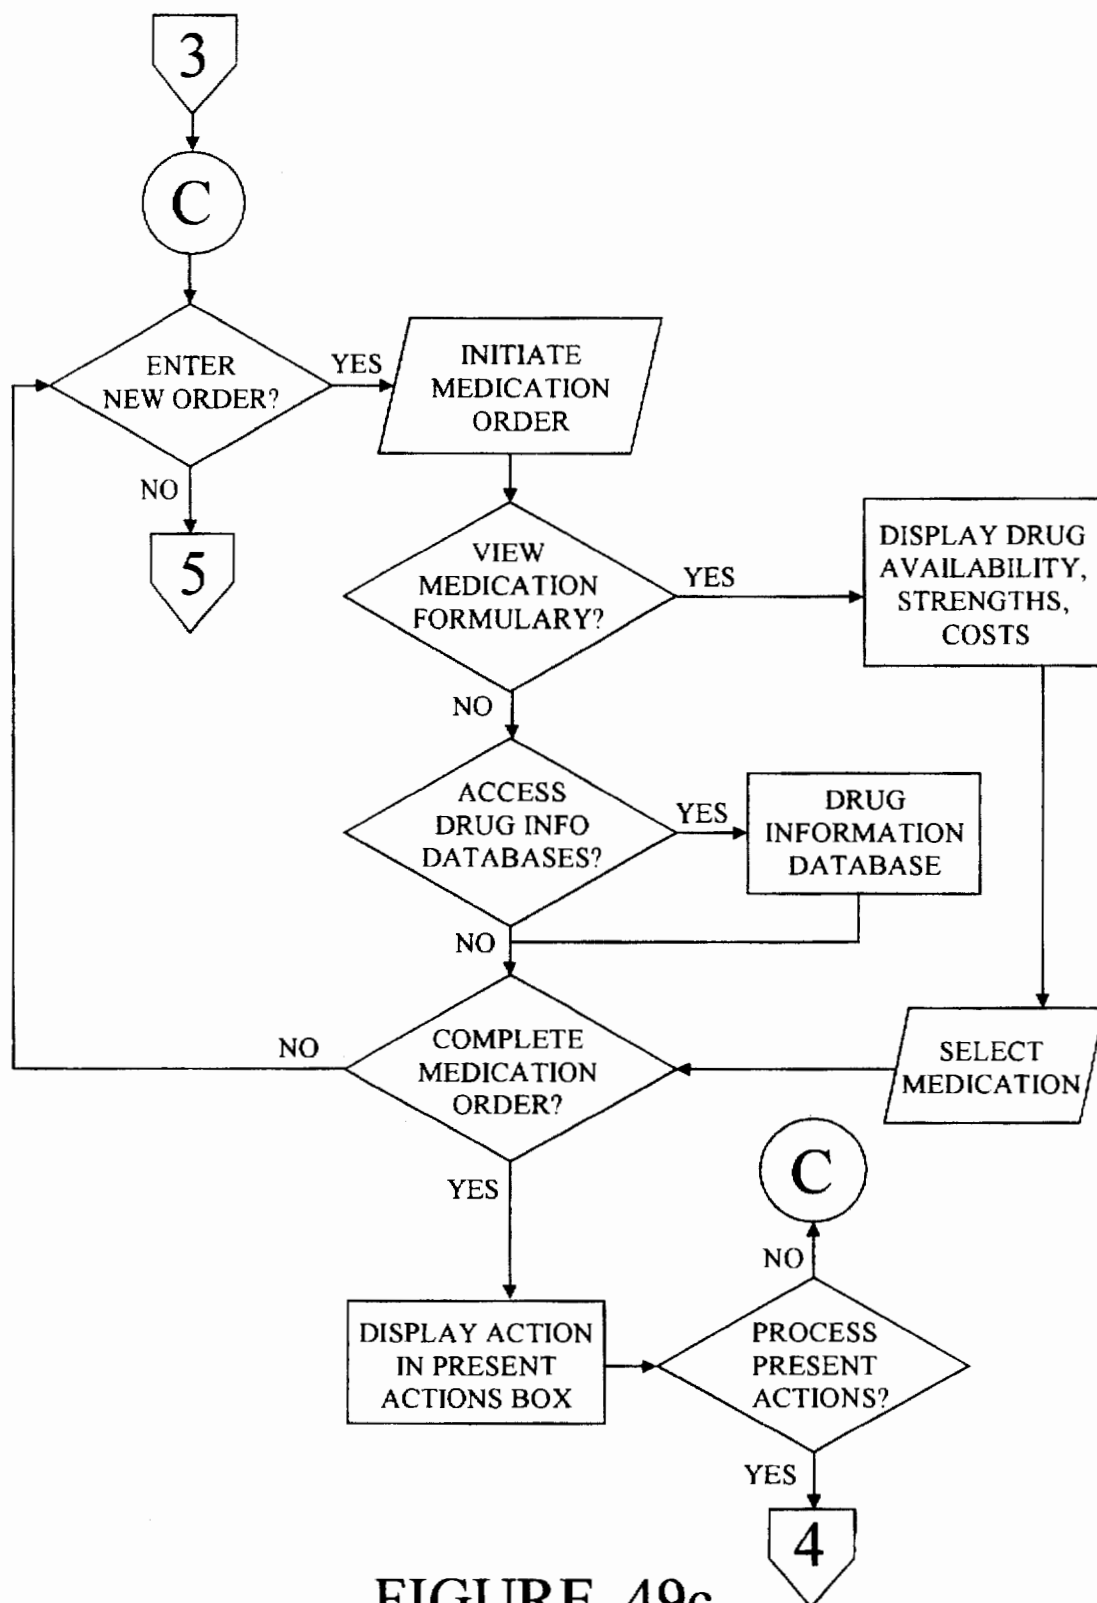 3
C
ENTER
NEW ORDER?
YES
INITIATE
MEDICATION
ORDER
NO
5
VIEW
MEDICATION
FORMULARY?
YES
DISPLAY DRUG
AVAILABILITY,
STRENGTHS,
COSTS
NO
ACCESS
DRUG INFO
DATABASES?
YES
DRUG
INFORMATION
DATABASE
NO
COMPLETE
MEDICATION
ORDER?
NO
SELECT
MEDICATION
YES
C
NO
DISPLAY ACTION
IN PRESENT
ACTIONS BOX
PROCESS
PRESENT
ACTIONS?
YES
4
FIGURE 49c